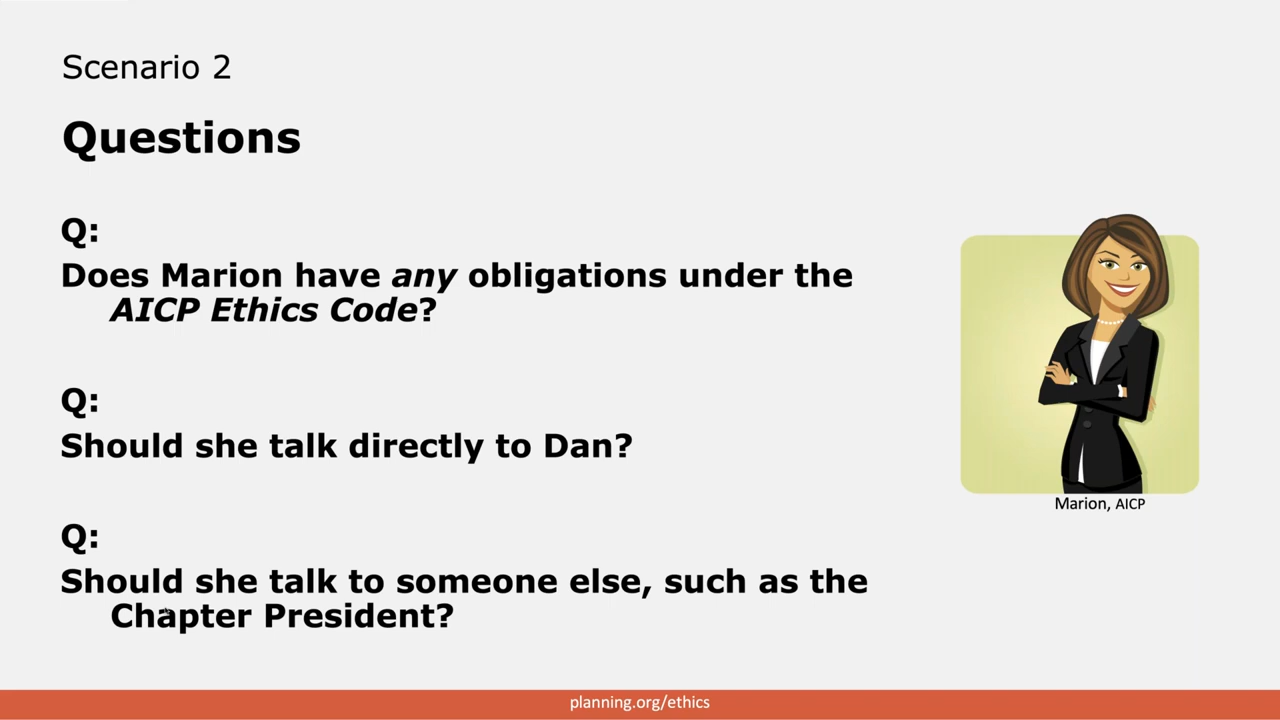 Scenario 2
Questions
Q:
Does Marion have any obligations under the
AICP Ethics Code?
Q:
Should she talk directly to Dan?
Q:
Should she talk to someone else, such as the
Chapter President?
Marion, AICP
planning.org/ethics